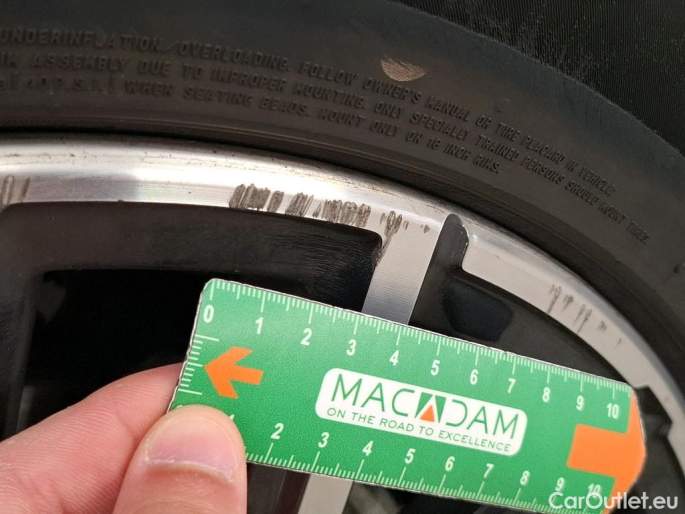 UNDERINFLATION / OVERLOADING. FOLLOW OWNER'S MANUAL OR TIRE PLACARD IN VEHICLE.
ASSEMBLY DUE TO IMPROPER MOUNTING. ONLY SPECIALLY TRAINED PERSONS SHOULD MOUNT TIRES.
P.S.I.) WHEN SEATING BEADS. MOUNT ONLY ON 18 INCH RIMS.
0 1 2 3 4 5 6 7 8 9 10
MACADAM
ON THE ROAD TO EXCELLENCE
1 2 3 4 5 6 7 8 9 10
CarOutlet.eu